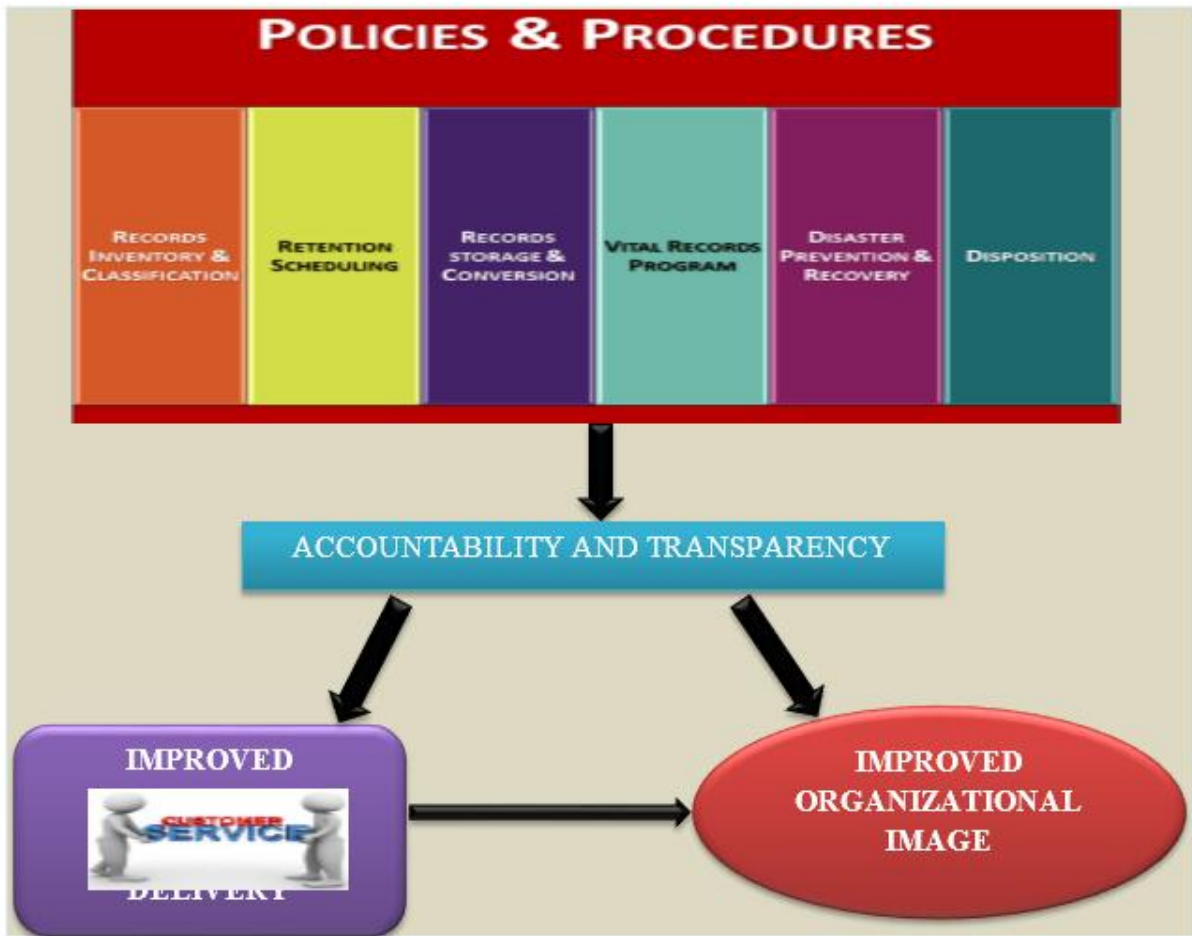 POLICIES & PROCEDURES
RECORDS
INVENTORY &
CLASSIFICATION
RETENTION
SCHEDULING
RECORDS
STORAGE &
CONVERSION
VITAL RECORDS
PROGRAM
DISASTER
PREVENTION &
RECOVERY
DISPOSITION
ACCOUNTABILITY AND TRANSPARENCY
IMPROVED
CUSTOMER
SERVICE
DELIVERY
IMPROVED
ORGANIZATIONAL
IMAGE